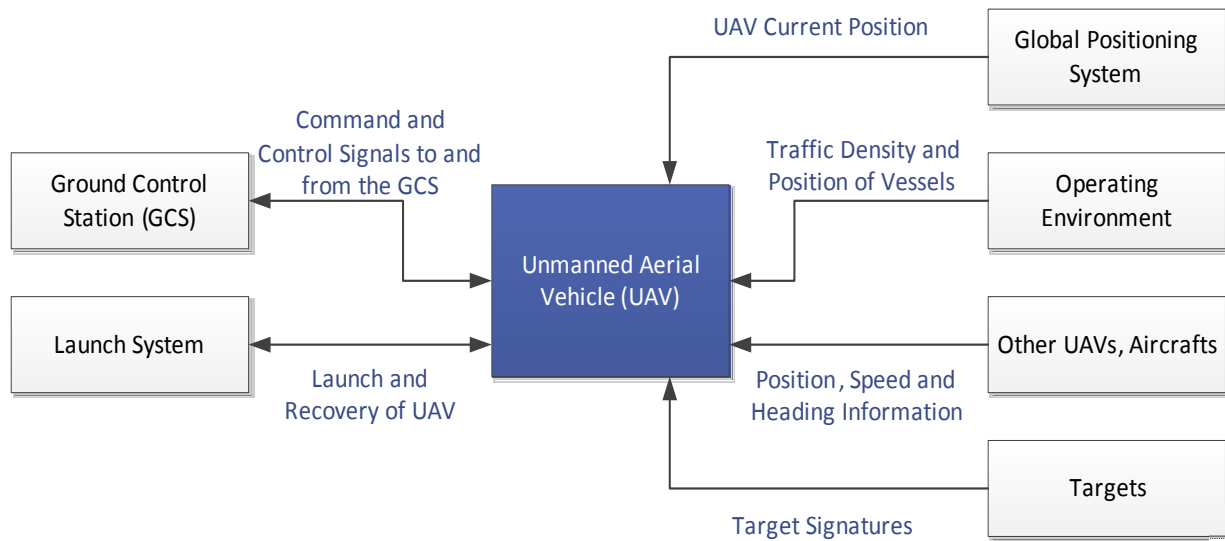 UAV Current Position
Global Positioning
System
Command and
Control Signals to and
from the GCS
Traffic Density and
Position of Vessels
Ground Control
Station (GCS)
Operating
Environment
Unmanned Aerial
Vehicle (UAV)
Launch System
Other UAVs, Aircrafts
Launch and
Recovery of UAV
Position, Speed and
Heading Information
Targets
Target Signatures